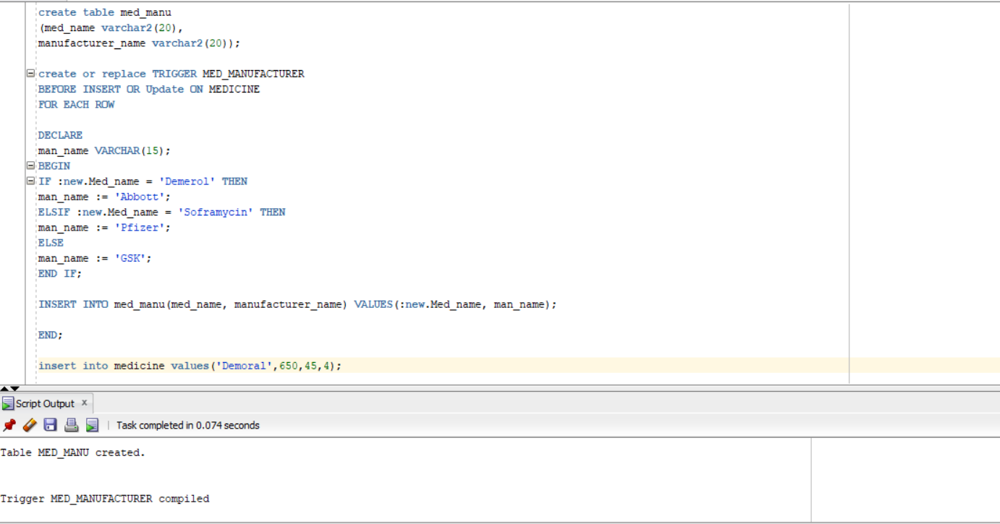 create table med_manu
(med_name varchar2(20),
manufacturer_name varchar2(20));
create or replace TRIGGER MED_MANUFACTURER
BEFORE INSERT OR Update ON MEDICINE
FOR EACH ROW
DECLARE
man_name VARCHAR(15);
BEGIN
IF :new.Med_name = 'Demerol' THEN
man_name := 'Abbott';
ELSIF :new.Med_name = 'Soframycin' THEN
man_name := 'Pfizer';
ELSE
man_name := 'GSK';
END IF;
INSERT INTO med_manu(med_name, manufacturer_name) VALUES(:new.Med_name, man_name);
END;
insert into medicine values('Demoral',650,45,4);
Script Output x
Task completed in 0.074 seconds
Table MED_MANU created.
Trigger MED_MANUFACTURER compiled